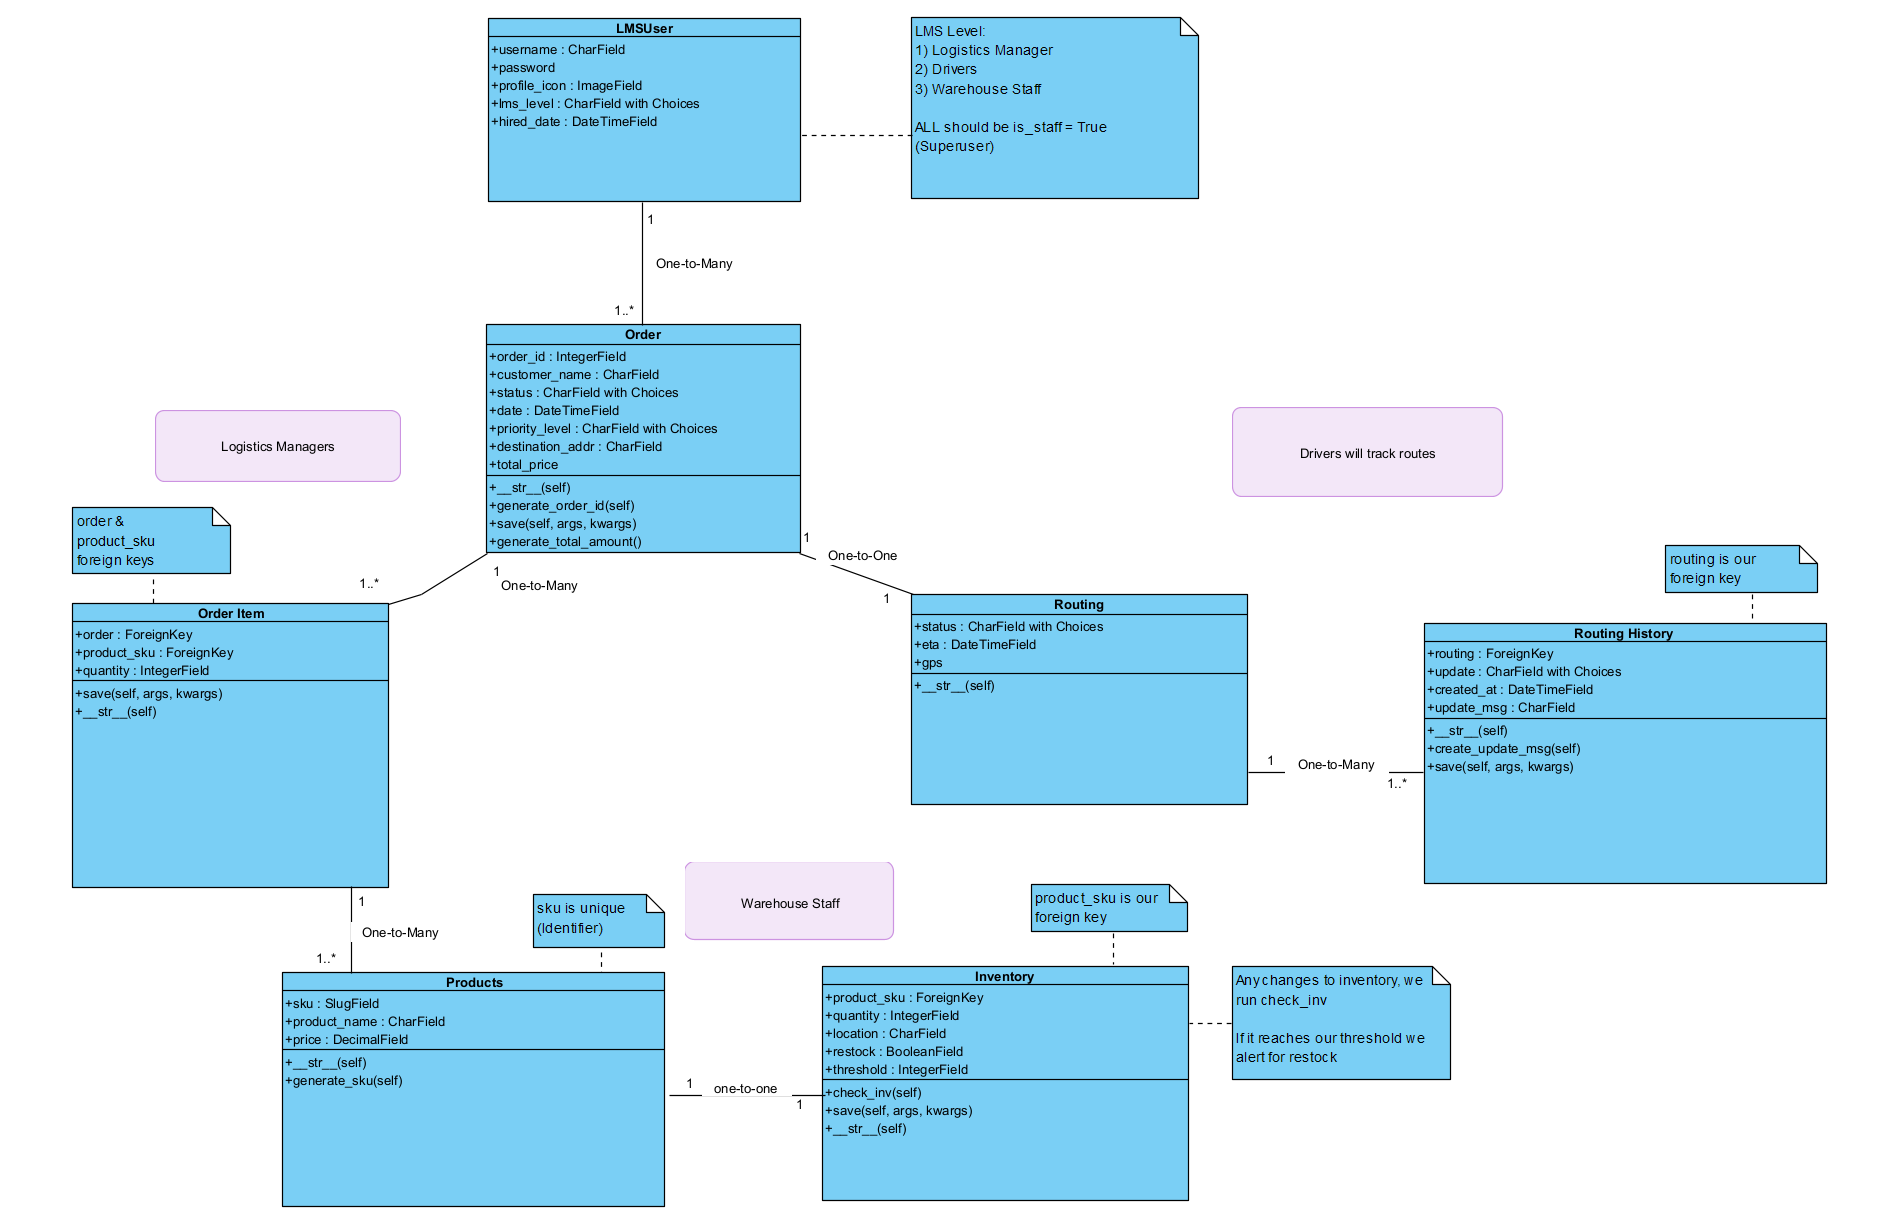 LMSUser
+username : CharField
+password
+profile_icon : ImageField
+lms_level : CharField with Choices
+hired_date : DateTimeField
LMS Level:
1) Logistics Manager
2) Drivers
3) Warehouse Staff
ALL should be is_staff = True
(Superuser)
1
One-to-Many
1..*
Order
+order_id : IntegerField
+customer_name : CharField
+status : CharField with Choices
+date : DateTimeField
+priority_level : CharField with Choices
+destination_addr : CharField
+total_price
+__str__(self)
+generate_order_id(self)
+save(self, args, kwargs)
+generate_total_amount()
Logistics Managers
Drivers will track routes
order &
product_sku
foreign keys
1..*
1
One-to-Many
1
One-to-One
1
routing is our
foreign key
Order Item
+order : ForeignKey
+product_sku : ForeignKey
+quantity : IntegerField
+save(self, args, kwargs)
+__str__(self)
Routing
+status : CharField with Choices
+eta : DateTimeField
+gps
+__str__(self)
Routing History
+routing : ForeignKey
+update : CharField with Choices
+created_at : DateTimeField
+update_msg : CharField
+__str__(self)
+create_update_msg(self)
+save(self, args, kwargs)
1
One-to-Many
1..*
1
One-to-Many
1..*
sku is unique
(Identifier)
Warehouse Staff
product_sku is our
foreign key
Products
+sku : SlugField
+product_name : CharField
+price : DecimalField
+__str__(self)
+generate_sku(self)
1
one-to-one
1
Inventory
+product_sku : ForeignKey
+quantity : IntegerField
+location : CharField
+restock : BooleanField
+threshold : IntegerField
+check_inv(self)
+save(self, args, kwargs)
+__str__(self)
Any changes to inventory, we
run check_inv
If it reaches our threshold we
alert for restock